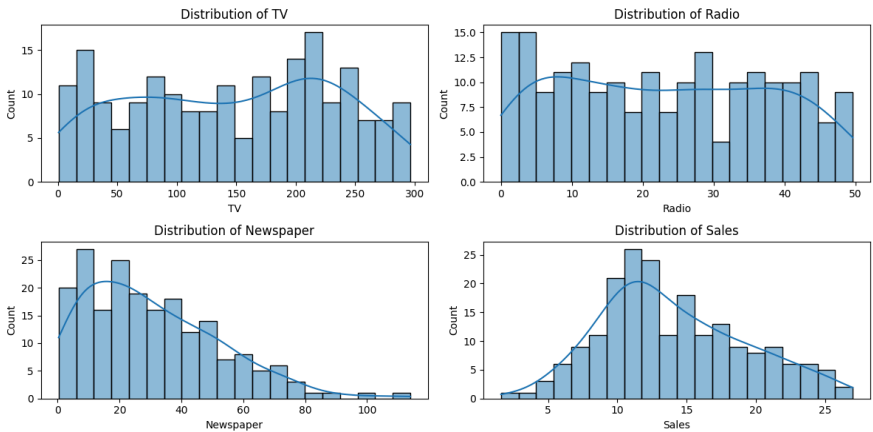 Distribution of TV
Count
15
10
5
0
0 50 100 150 200 250 300
TV
Distribution of Radio
Count
15.0
12.5
10.0
7.5
5.0
2.5
0.0
0 10 20 30 40 50
Radio
Distribution of Newspaper
Count
25
20
15
10
5
0
0 20 40 60 80 100
Newspaper
Distribution of Sales
Count
25
20
15
10
5
0
5 10 15 20 25
Sales